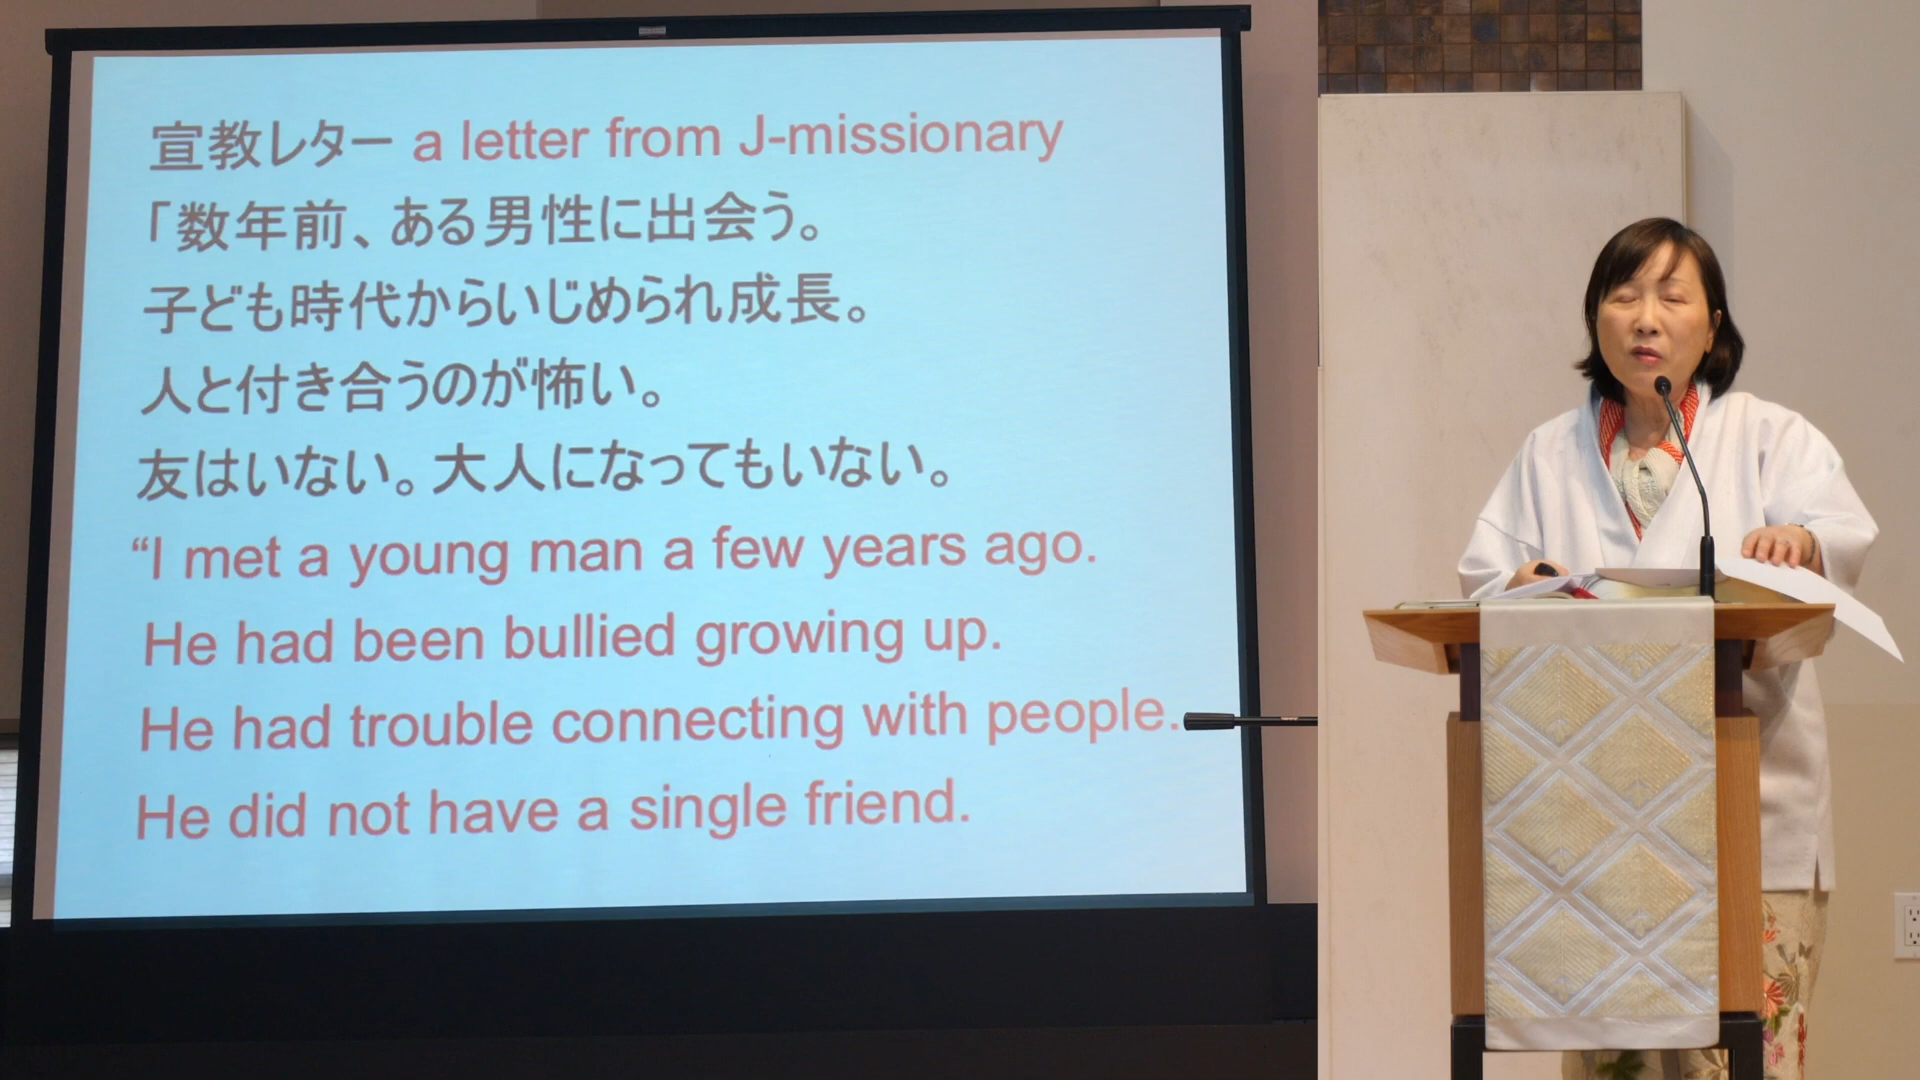 宣教レター a letter from J-missionary
「数年前、ある男性に出会う。
子ども時代からいじめられ成長。
人と付き合うのが怖い。
友はいない。大人になってもいない。
“I met a young man a few years ago.
He had been bullied growing up.
He had trouble connecting with people.
He did not have a single friend.